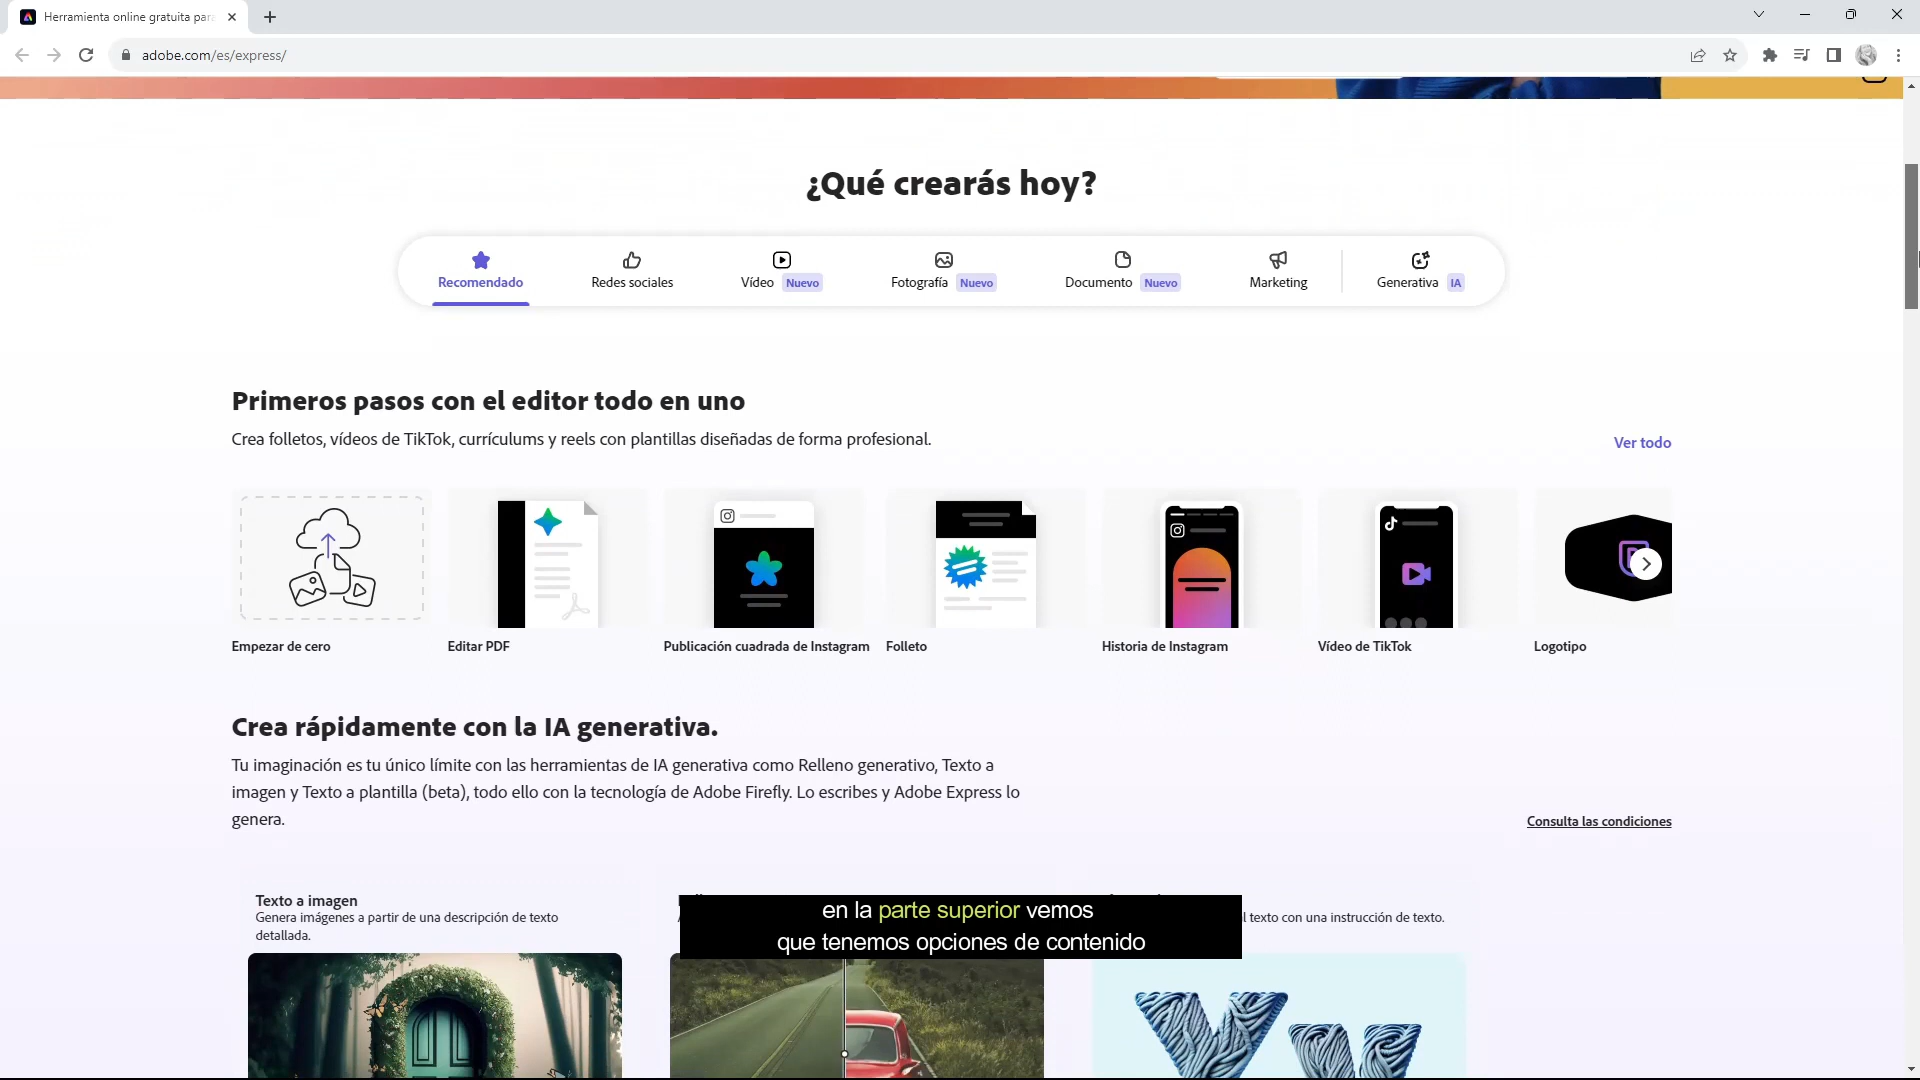 Herramienta online gratuita para
adobe.com/es/express/
¿Qué crearás hoy?
Recomendado
Redes sociales
Vídeo Nuevo
Fotografía Nuevo
Documento Nuevo
Marketing
Generativa IA
Primeros pasos con el editor todo en uno
Crea folletos, vídeos de TikTok, currículums y reels con plantillas diseñadas de forma profesional.
Ver todo
Empezar de cero
Editar PDF
Publicación cuadrada de Instagram
Folleto
Historia de Instagram
Vídeo de TikTok
Logotipo
Crea rápidamente con la IA generativa.
Tu imaginación es tu único límite con las herramientas de IA generativa como Relleno generativo, Texto a
imagen y Texto a plantilla (beta), todo ello con la tecnología de Adobe Firefly. Lo escribes y Adobe Express lo
genera.
Consulta las condiciones
Texto a imagen
Genera imágenes a partir de una descripción de texto
detallada.
l texto con una instrucción de texto.
en la parte superior vemos
que tenemos opciones de contenido